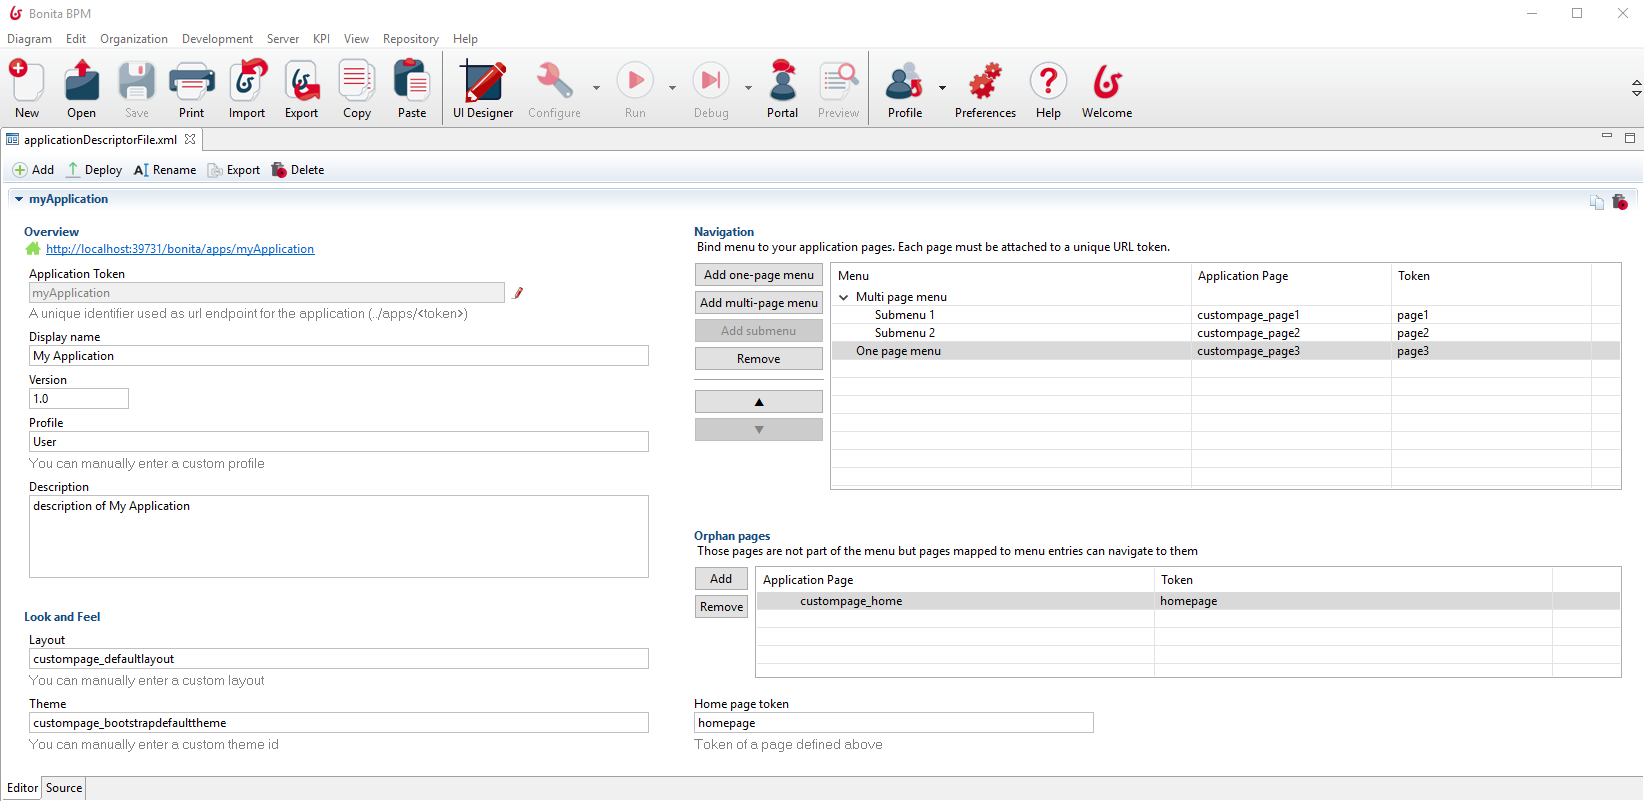 Bonita BPM
Diagram Edit Organization Development Server KPI View Repository Help
New Open Save Print Import Export Copy Paste UI Designer Configure Run Debug Portal Preview Profile Preferences Help Welcome
applicationDescriptorFile.xml
Add Deploy Rename Export Delete
myApplication
Overview
http://localhost:39731/bonita/apps/myApplication
Application Token
myApplication
A unique identifier used as url endpoint for the application (../apps/<token>)
Display name
My Application
Version
1.0
Profile
User
You can manually enter a custom profile
Description
description of My Application
Look and Feel
Layout
custompage_defaultlayout
You can manually enter a custom layout
Theme
custompage_bootstrapdefaulttheme
You can manually enter a custom theme id
Navigation
Bind menu to your application pages. Each page must be attached to a unique URL token.
Add one-page menu
Add multi-page menu
Add submenu
Remove
Menu Application Page Token
Multi page menu
Submenu 1 custompage_page1 page1
Submenu 2 custompage_page2 page2
One page menu custompage_page3 page3
Orphan pages
Those pages are not part of the menu but pages mapped to menu entries can navigate to them
Add
Remove
Application Page Token
custompage_home homepage
Home page token
homepage
Token of a page defined above
Editor Source